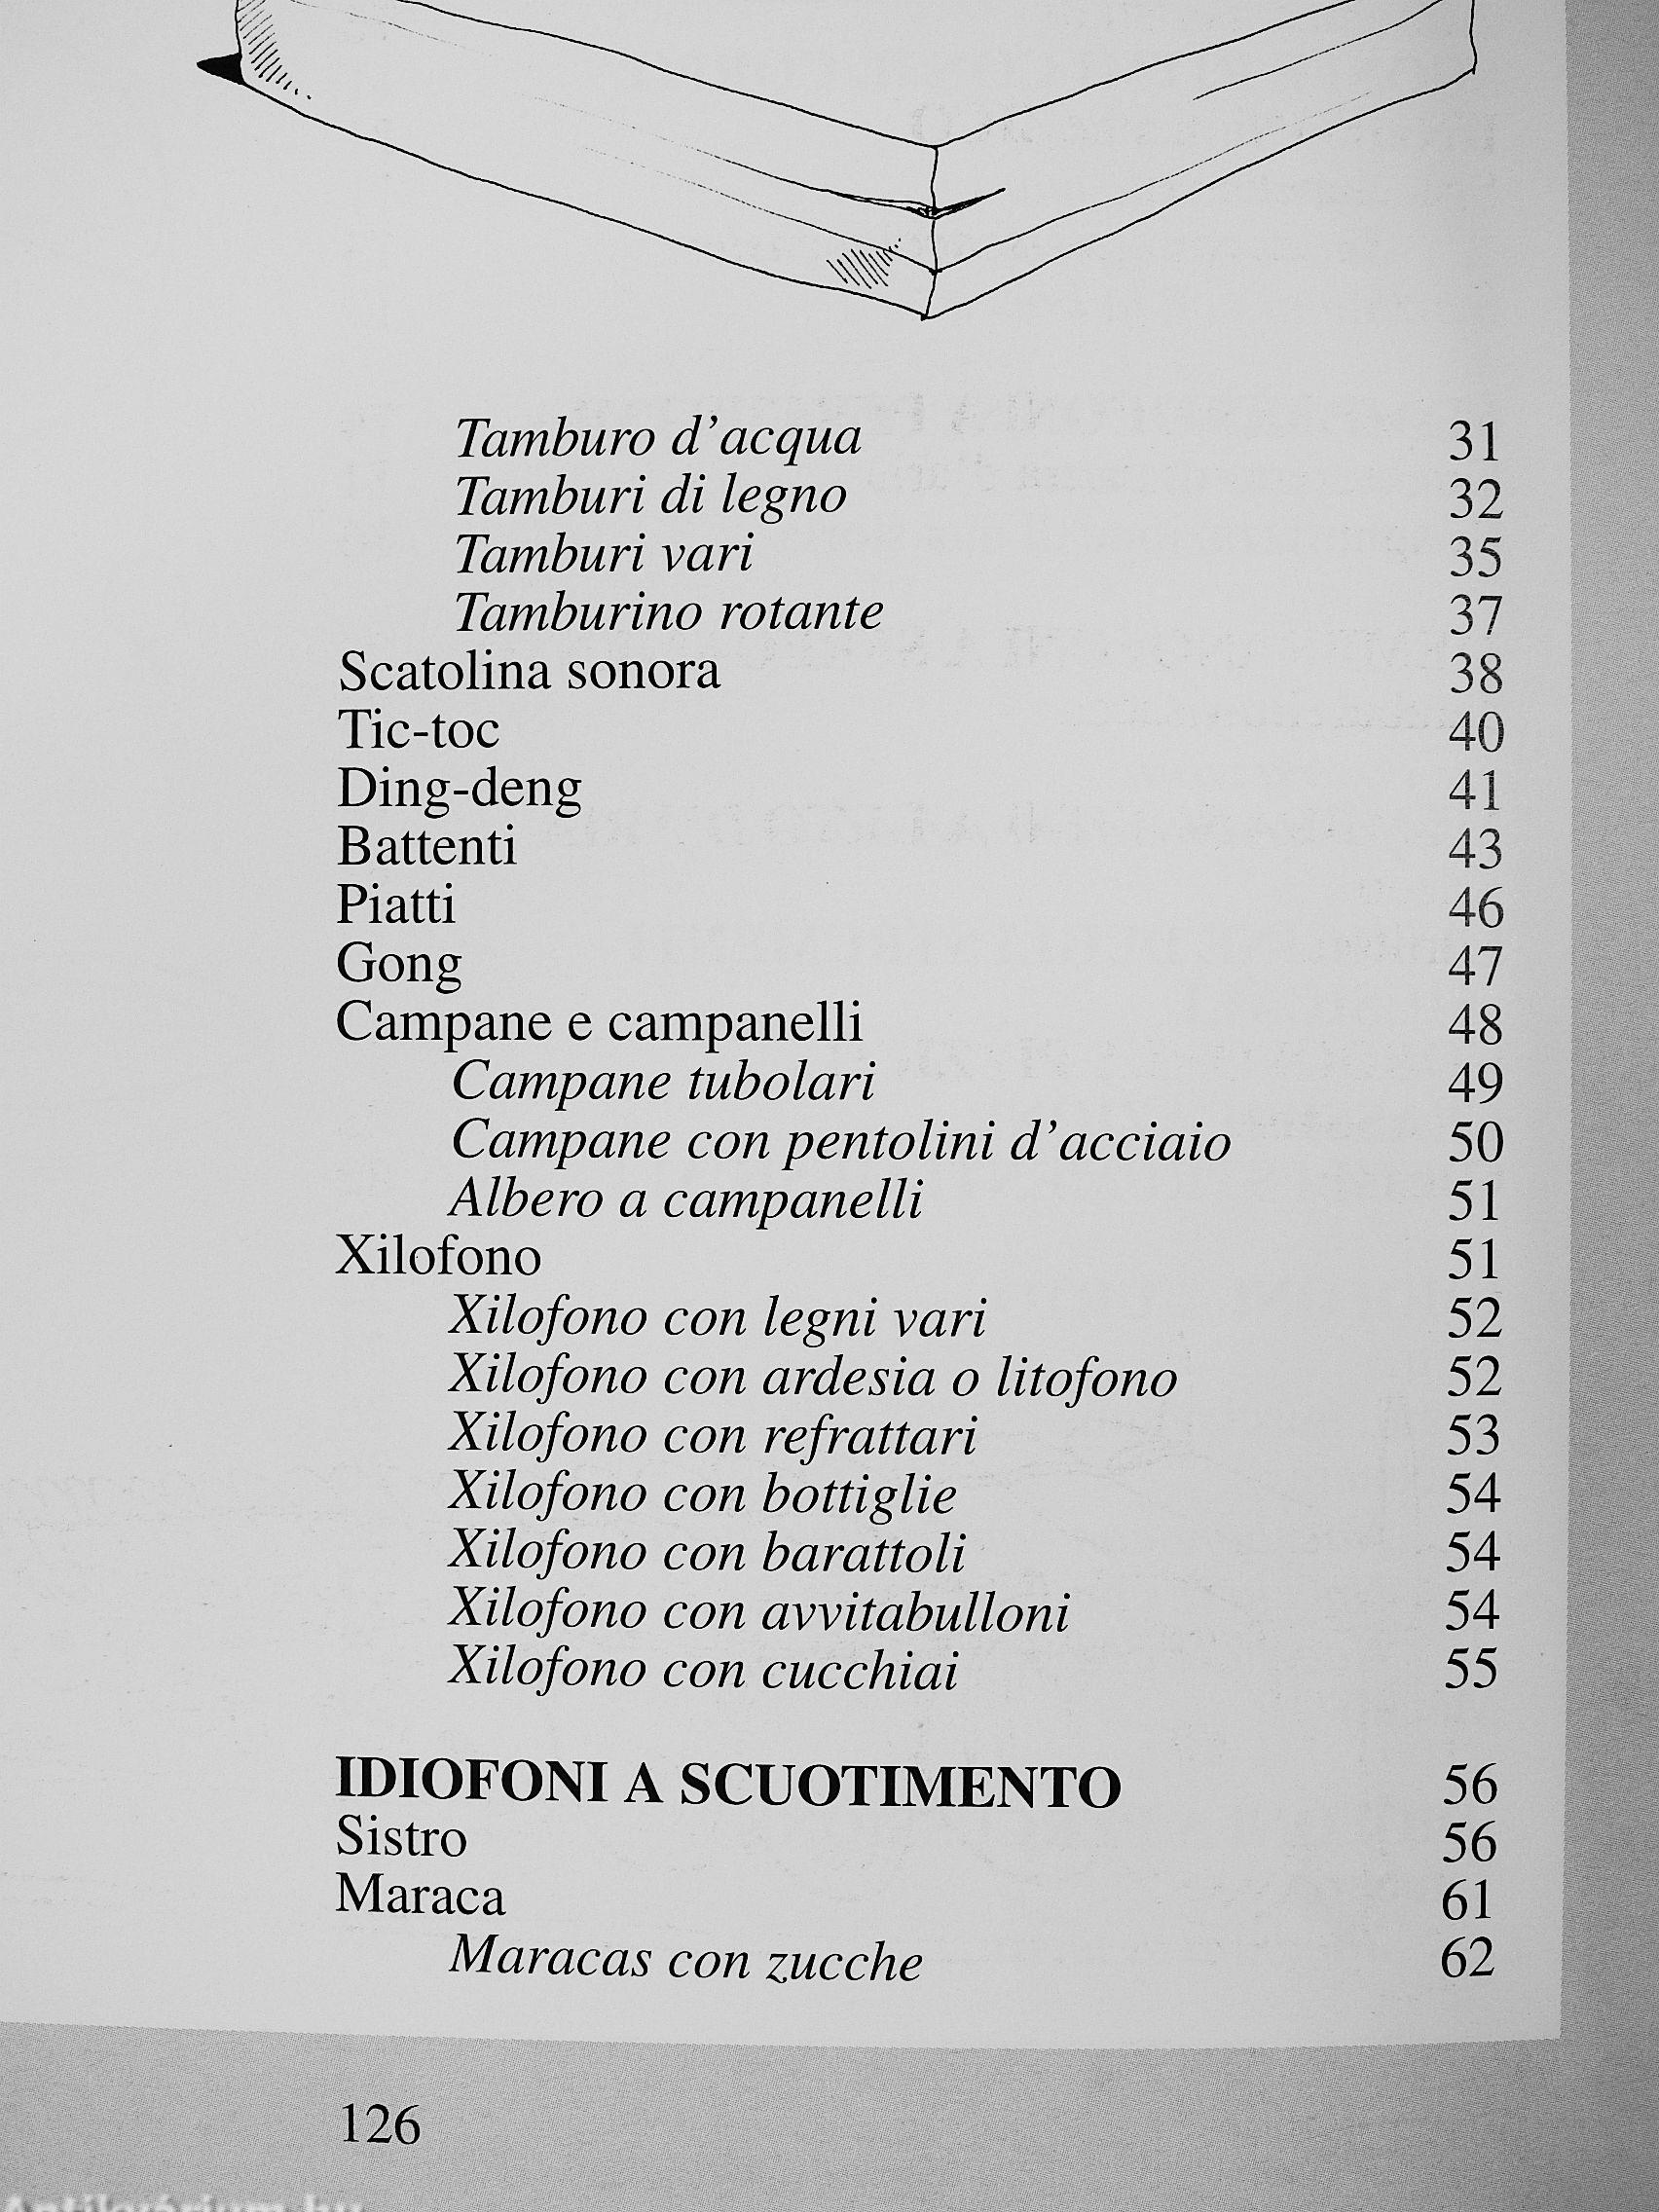 Tamburo d'acqua 31
Tamburi di legno 32
Tamburi vari 35
Tamburino rotante 37
Scatolina sonora 38
Tic-toc 40
Ding-deng 41
Battenti 43
Piatti 46
Gong 47
Campane e campanelli 48
Campane tubolari 49
Campane con pentolini d'acciaio 50
Albero a campanelli 51
Xilofono 51
Xilofono con legni vari 52
Xilofono con ardesia o litofono 52
Xilofono con refrattari 53
Xilofono con bottiglie 54
Xilofono con barattoli 54
Xilofono con avvitabulloni 54
Xilofono con cucchiai 55
IDIOFONI A SCUOTIMENTO 56
Sistro 56
Maraca 61
Maracas con zucche 62
126